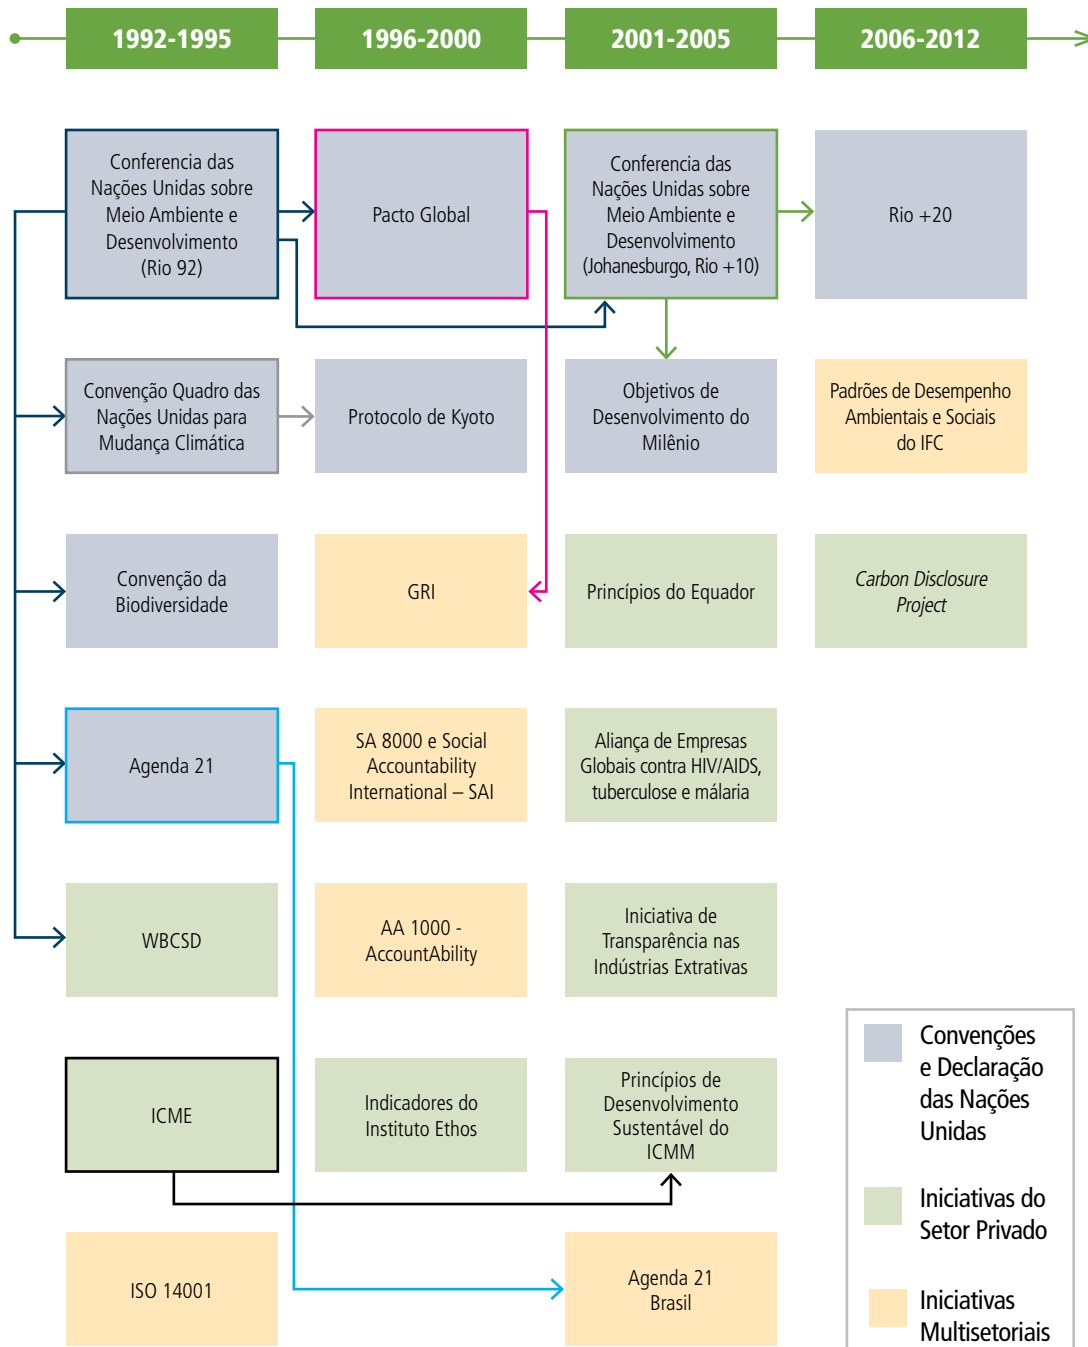 1992-1995
1996-2000
2001-2005
2006-2012
Conferencia das
Nações Unidas sobre
Meio Ambiente e
Desenvolvimento
(Rio 92)
Pacto Global
Conferencia das
Nações Unidas sobre
Meio Ambiente e
Desenvolvimento
(Johanesburgo, Rio +10)
Rio +20
Convenção Quadro das
Nações Unidas para
Mudança Climática
Protocolo de Kyoto
Objetivos de
Desenvolvimento do
Milênio
Padrões de Desempenho
Ambientais e Sociais
do IFC
Convenção da
Biodiversidade
GRI
Princípios do Equador
Carbon Disclosure
Project
Agenda 21
SA 8000 e Social
Accountability
International – SAI
Aliança de Empresas
Globais contra HIV/AIDS,
tuberculose e málaria
WBCSD
AA 1000 -
AccountAbility
Iniciativa de
Transparência nas
Indústrias Extrativas
ICME
Indicadores do
Instituto Ethos
Princípios de
Desenvolvimento
Sustentável do
ICMM
ISO 14001
Agenda 21
Brasil
Convenções
e Declaração
das Nações
Unidas
Iniciativas do
Setor Privado
Iniciativas
Multisetoriais